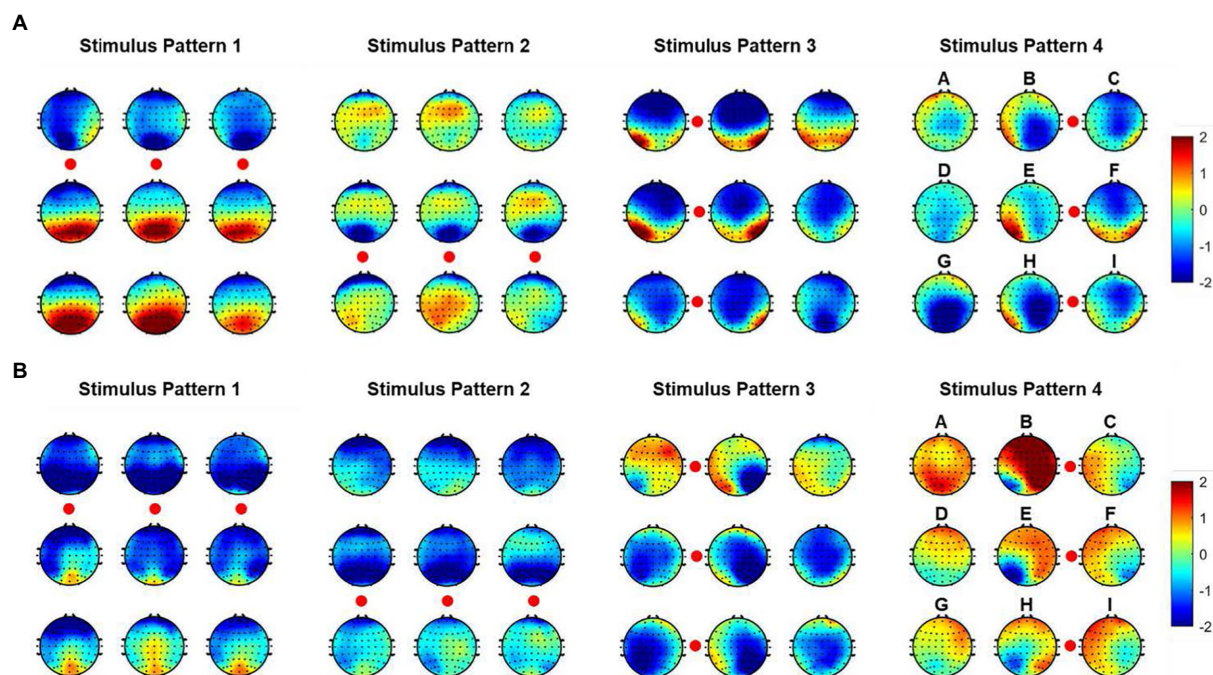 A
Stimulus Pattern 1
Stimulus Pattern 2
Stimulus Pattern 3
Stimulus Pattern 4
A B C
D E F
G H I
2
1
0
-1
-2
B
Stimulus Pattern 1
Stimulus Pattern 2
Stimulus Pattern 3
Stimulus Pattern 4
A B C
D E F
G H I
2
1
0
-1
-2